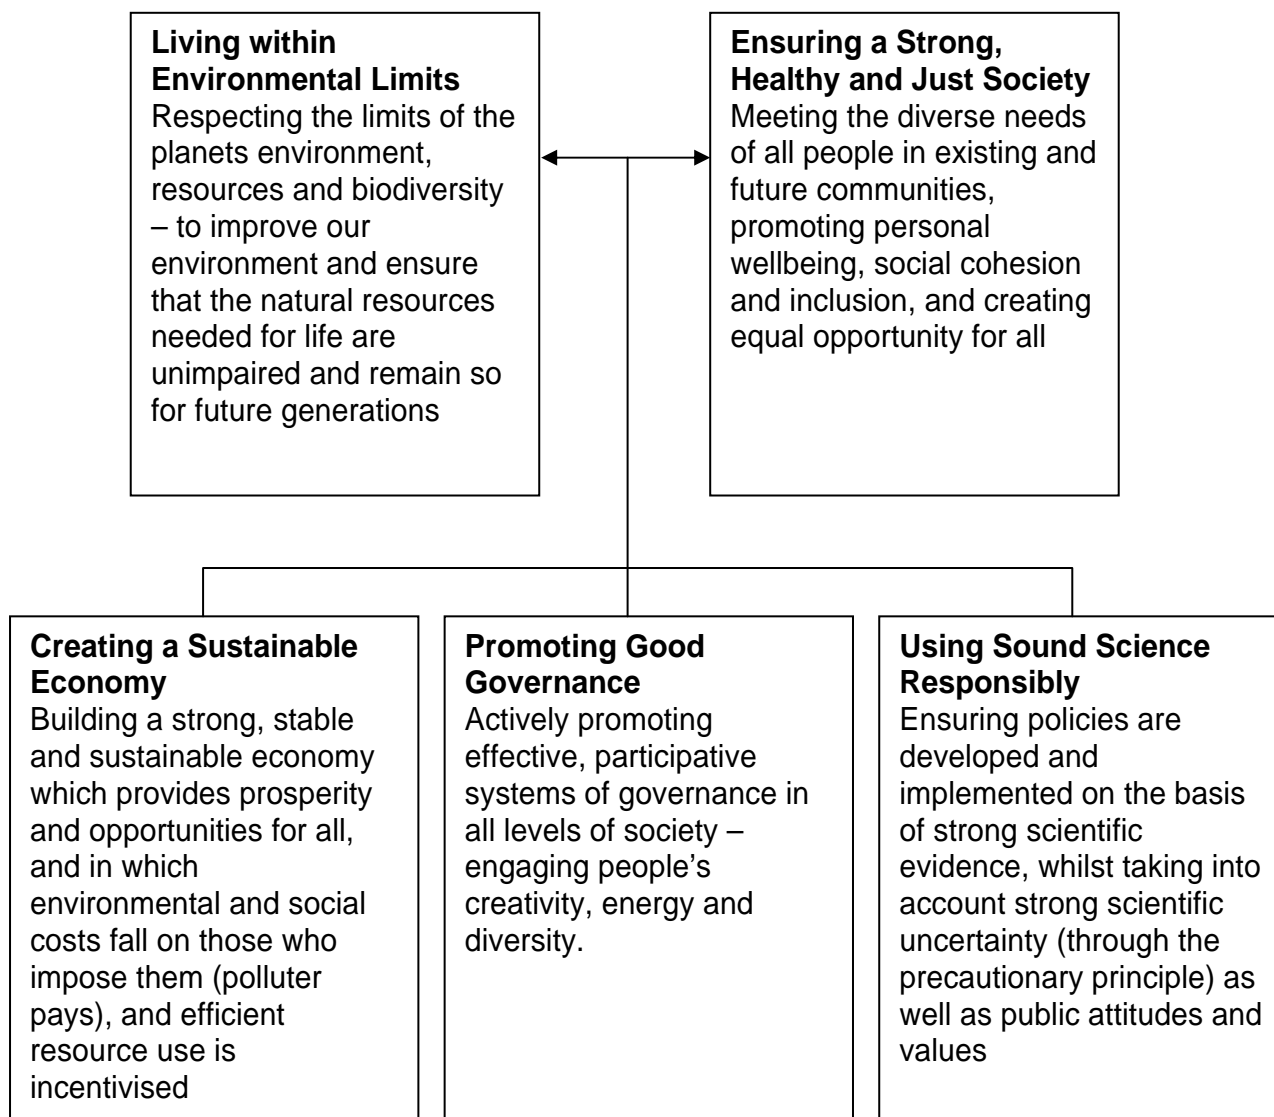 Living within
Environmental Limits
Respecting the limits of the
planets environment,
resources and biodiversity
– to improve our
environment and ensure
that the natural resources
needed for life are
unimpaired and remain so
for future generations
Ensuring a Strong,
Healthy and Just Society
Meeting the diverse needs
of all people in existing and
future communities,
promoting personal
wellbeing, social cohesion
and inclusion, and creating
equal opportunity for all
Creating a Sustainable
Economy
Building a strong, stable
and sustainable economy
which provides prosperity
and opportunities for all,
and in which
environmental and social
costs fall on those who
impose them (polluter
pays), and efficient
resource use is
incentivised
Promoting Good
Governance
Actively promoting
effective, participative
systems of governance in
all levels of society –
engaging people’s
creativity, energy and
diversity.
Using Sound Science
Responsibly
Ensuring policies are
developed and
implemented on the basis
of strong scientific
evidence, whilst taking into
account strong scientific
uncertainty (through the
precautionary principle) as
well as public attitudes and
values